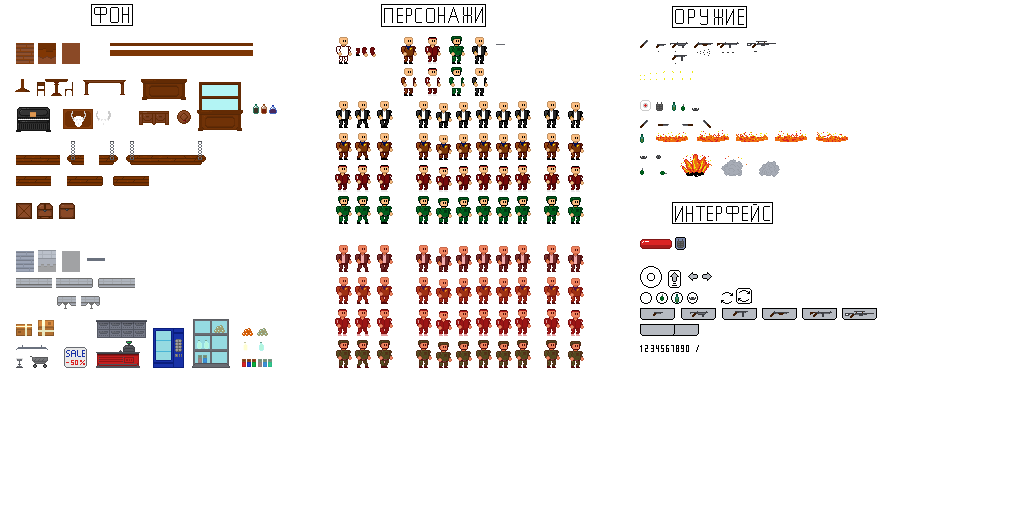 ФОН
ПЕРСОНАЖИ
ОРУЖИЕ
ИНТЕРФЕЙС
SALE
-50%
1234567890 /